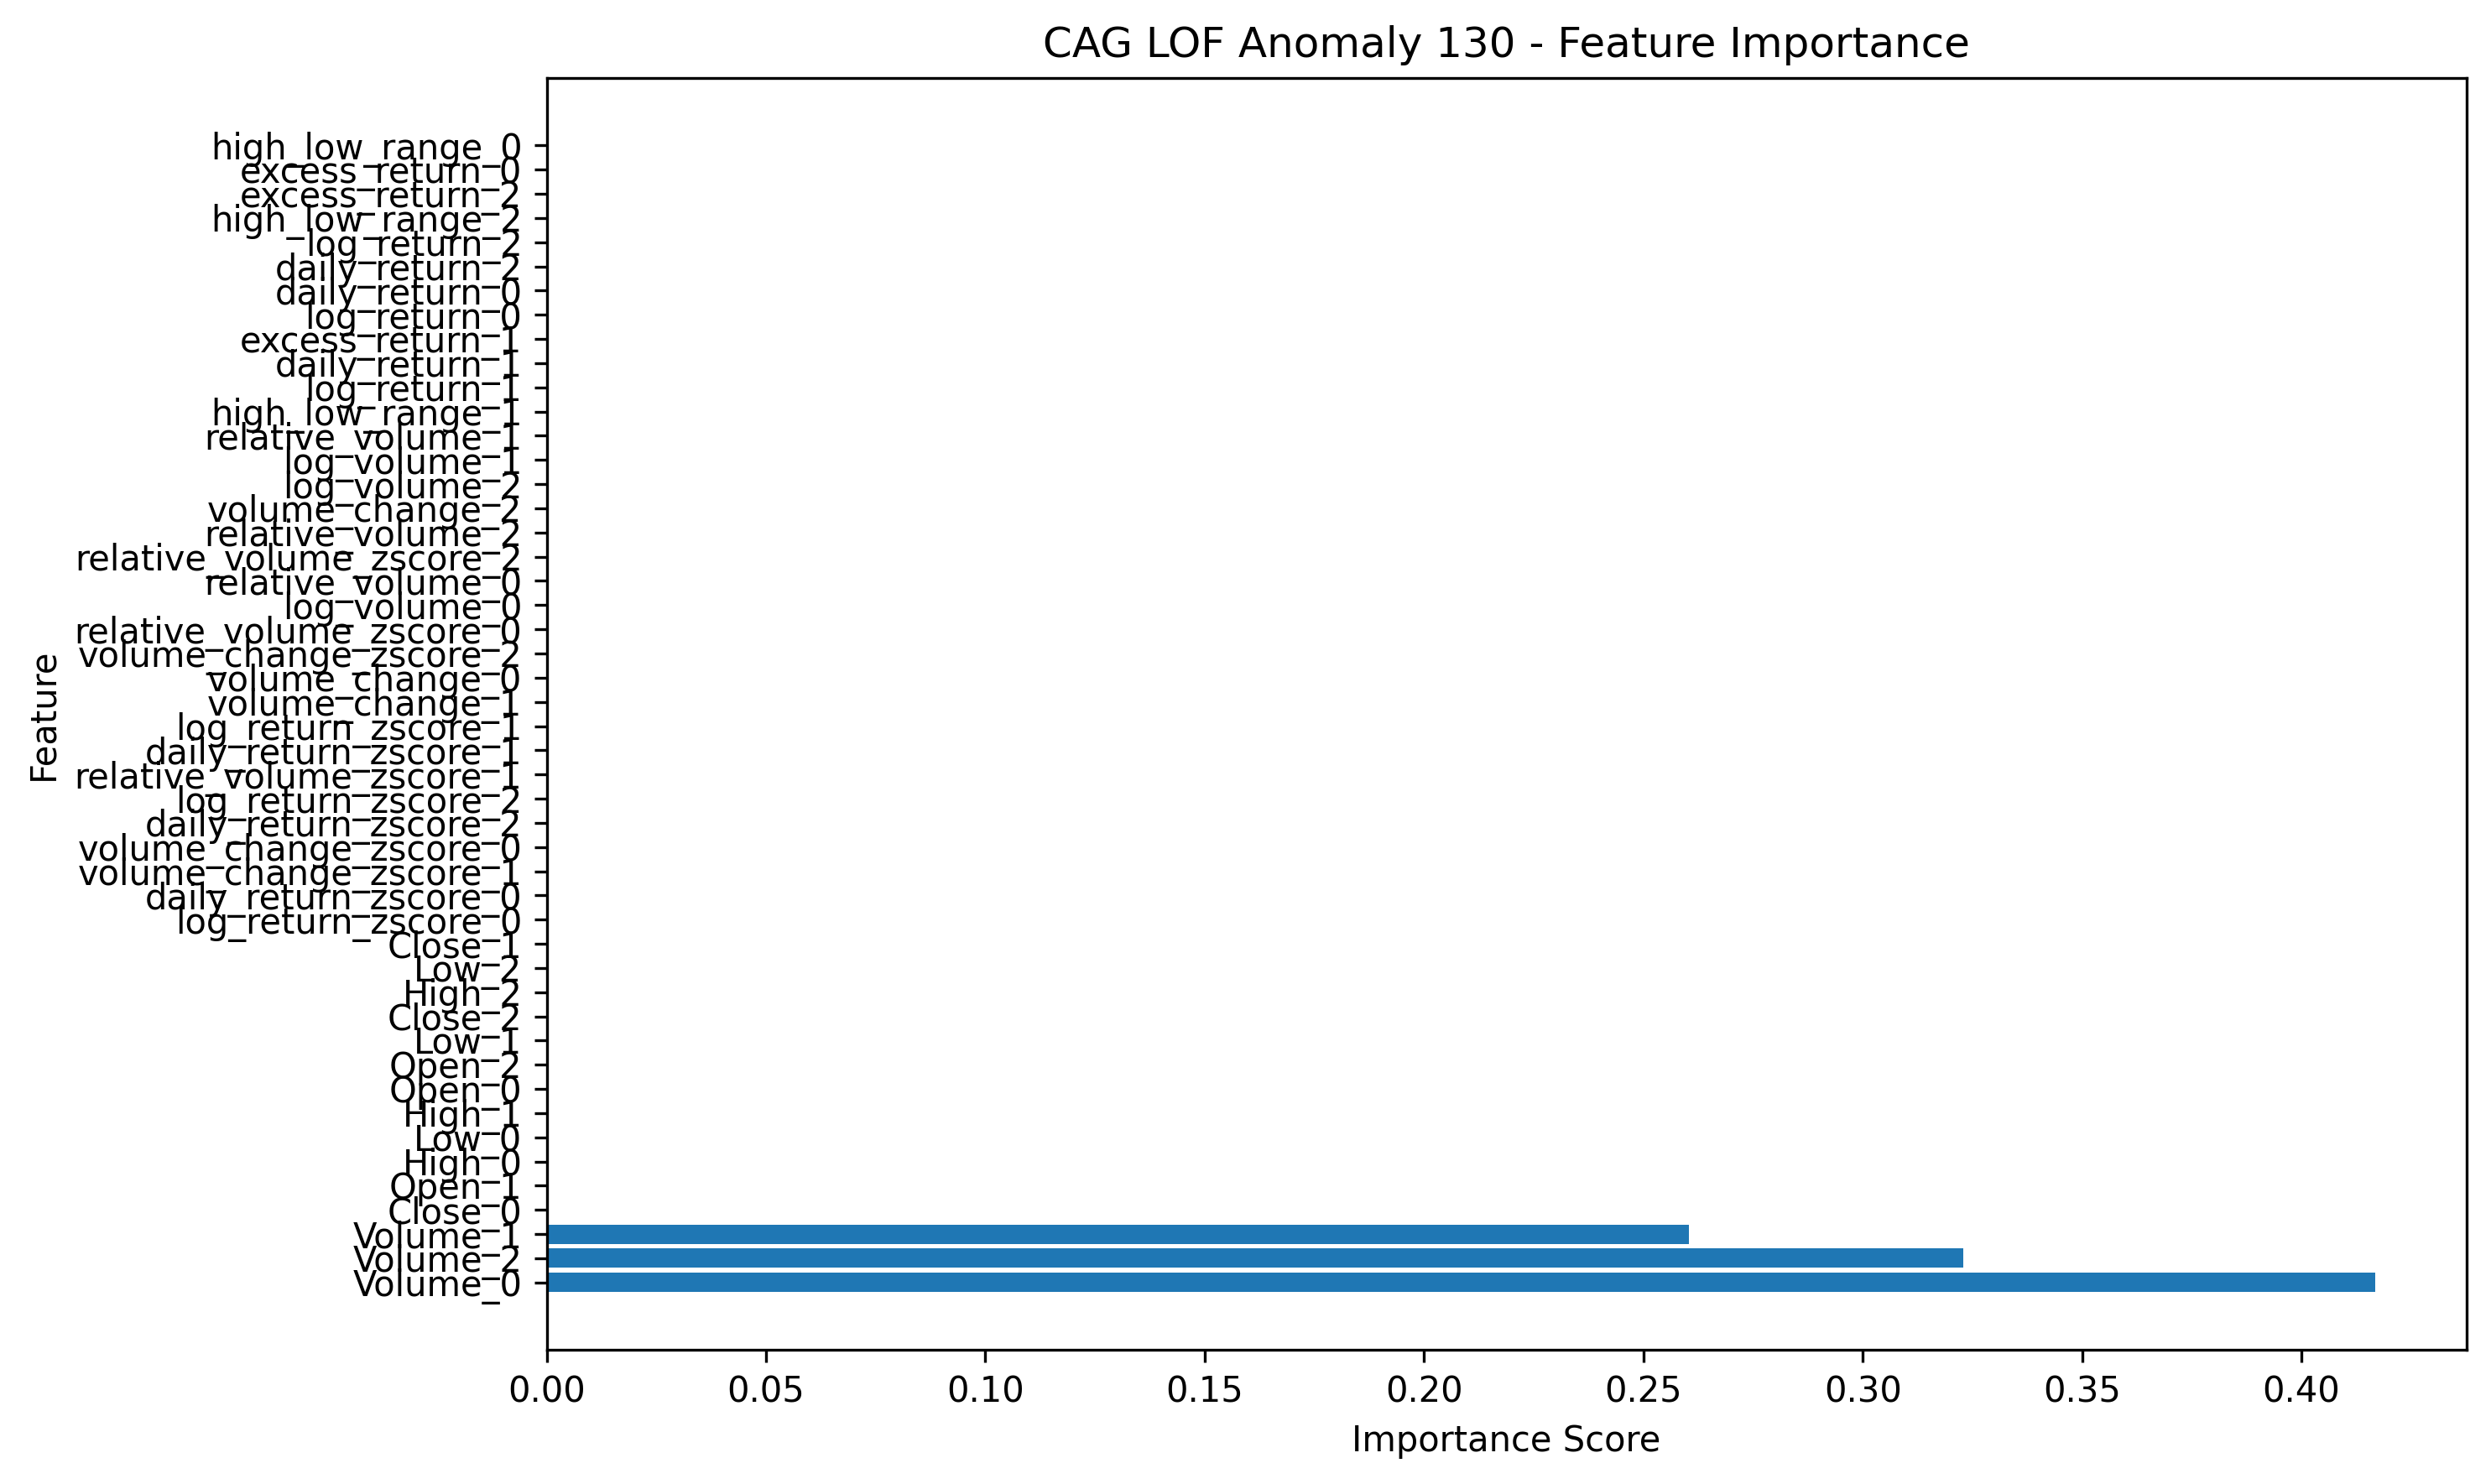 CAG LOF Anomaly 130 - Feature Importance
high_low_range_0
excess_return_0
excess_return_2
high_low_range_2
log_return_2
daily_return_2
daily_return_0
log_return_0
excess_return_1
daily_return_1
log_return_1
high_low_range_1
relative_volume_1
log_volume_1
log_volume_2
volume_change_2
relative_volume_2
relative_volume_zscore_2
relative_volume_0
log_volume_0
relative_volume_zscore_0
volume_change_zscore_2
volume_change_0
volume_change_1
log_return_zscore_1
daily_return_zscore_1
relative_volume_zscore_1
log_return_zscore_2
daily_return_zscore_2
volume_change_zscore_0
volume_change_zscore_1
daily_return_zscore_0
log_return_zscore_0
Close_1
Low_2
High_2
Close_2
Low_1
Open_2
Open_0
High_1
Low_0
High_0
Open_1
Close_0
Volume_1
Volume_2
Volume_0
Feature
0.00 0.05 0.10 0.15 0.20 0.25 0.30 0.35 0.40
Importance Score